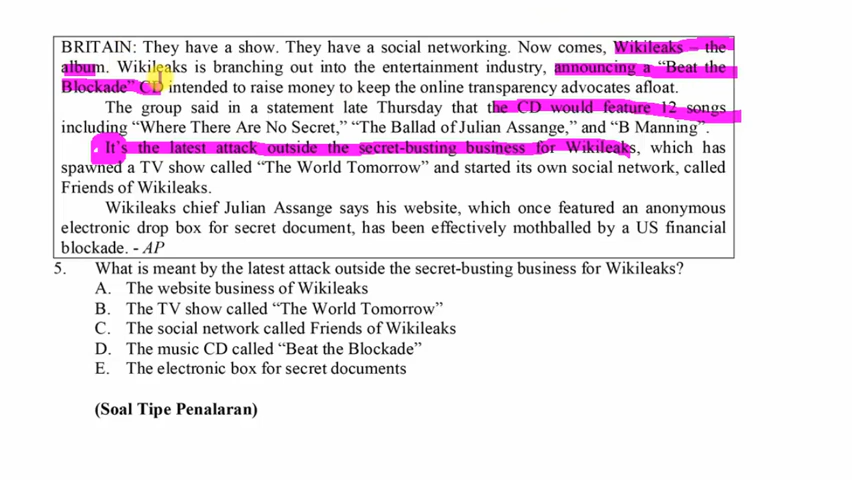 BRITAIN: They have a show. They have a social networking. Now comes, Wikileaks – the
album. Wikileaks is branching out into the entertainment industry, announcing a “Beat the
Blockade” CD intended to raise money to keep the online transparency advocates afloat.
The group said in a statement late Thursday that the CD would feature 12 songs
including “Where There Are No Secret,” “The Ballad of Julian Assange,” and “B Manning”.
It’s the latest attack outside the secret-busting business for Wikileaks, which has
spawned a TV show called “The World Tomorrow” and started its own social network, called
Friends of Wikileaks.
Wikileaks chief Julian Assange says his website, which once featured an anonymous
electronic drop box for secret document, has been effectively mothballed by a US financial
blockade. - AP
5. What is meant by the latest attack outside the secret-busting business for Wikileaks?
A. The website business of Wikileaks
B. The TV show called “The World Tomorrow”
C. The social network called Friends of Wikileaks
D. The music CD called “Beat the Blockade”
E. The electronic box for secret documents
(Soal Tipe Penalaran)